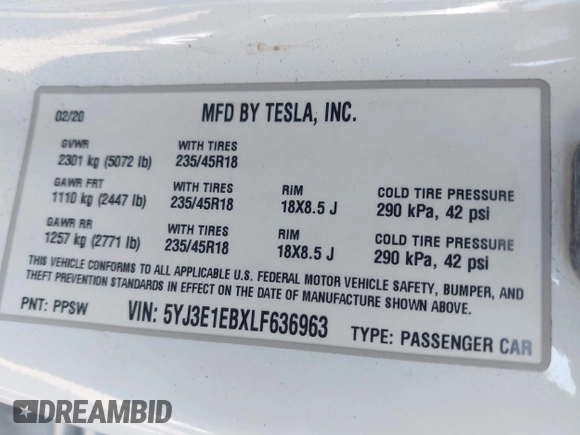 02/20 MFD BY TESLA, INC.
GVWR WITH TIRES
2301 kg (5072 lb) 235/45R18
GAWR FRT WITH TIRES RIM COLD TIRE PRESSURE
1110 kg (2447 lb) 235/45R18 18X8.5 J 290 kPa, 42 psi
GAWR RR WITH TIRES RIM COLD TIRE PRESSURE
1257 kg (2771 lb) 235/45R18 18X8.5 J 290 kPa, 42 psi
THIS VEHICLE CONFORMS TO ALL APPLICABLE U.S. FEDERAL MOTOR VEHICLE SAFETY, BUMPER, AND
THEFT PREVENTION STANDARDS IN EFFECT ON THE DATE OF MANUFACTURE SHOWN ABOVE.
PNT: PPSW VIN: 5YJ3E1EBXLF636963 TYPE: PASSENGER CAR
DREAMBID